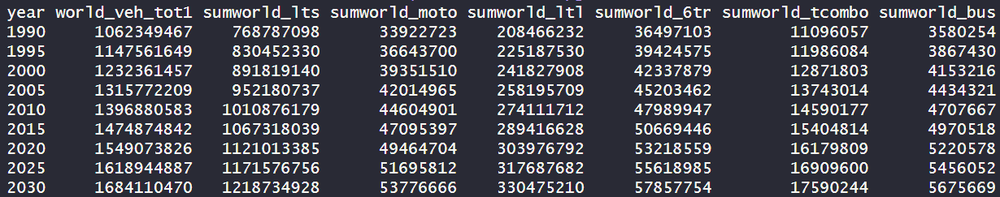 year world_veh_tot1 sumworld_lts sumworld_moto sumworld_ltl sumworld_6tr sumworld_tcombo sumworld_bus
1990 1062349467 768787098 33922723 208466232 36497103 11096057 3580254
1995 1147561649 830452330 36643700 225187530 39424575 11986084 3867430
2000 1232361457 891819140 39351510 241827908 42337879 12871803 4153216
2005 1315772209 952180737 42014965 258195709 45203462 13743014 4434321
2010 1396880583 1010876179 44604901 274111712 47989947 14590177 4707667
2015 1474874842 1067318039 47095397 289416628 50669446 15404814 4970518
2020 1549073826 1121013385 49464704 303976792 53218559 16179809 5220578
2025 1618944887 1171576756 51695812 317687682 55618985 16909600 5456052
2030 1684110470 1218734928 53776666 330475210 57857754 17590244 5675669